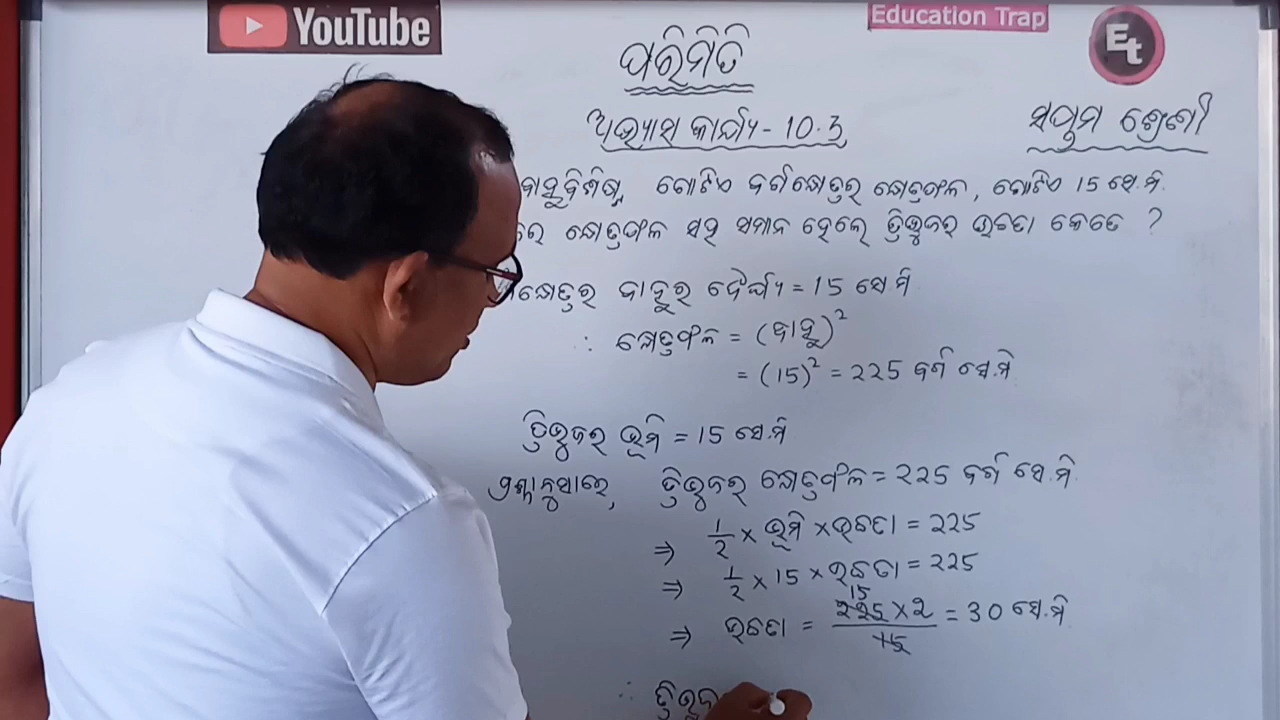 YouTube
Education Trap
Et
ପରିମିତି
ଅଭ୍ୟାସ କାର୍ଯ୍ୟ - 10.3
ସପ୍ତମ ଶ୍ରେଣୀ
ବାହୁବିଶିଷ୍ଟ ଗୋଟିଏ ବର୍ଗକ୍ଷେତ୍ରର କ୍ଷେତ୍ରଫଳ, ଗୋଟିଏ 15 ସେ.ମି.
କ୍ଷେତ୍ରଫଳ ସହ ସମାନ ହେଲେ ତ୍ରିଭୁଜର ଉଚ୍ଚତା କେତେ ?
ବାହୁର ଦୈର୍ଘ୍ୟ = 15 ସେ.ମି
∴ କ୍ଷେତ୍ରଫଳ = (ବାହୁ)²
= (15)² = 225 ବର୍ଗ ସେ.ମି
ତ୍ରିଭୁଜର ଭୂମି = 15 ସେ.ମି
ପ୍ରଶ୍ନାନୁସାରେ, ତ୍ରିଭୁଜର କ୍ଷେତ୍ରଫଳ = 225 ବର୍ଗ ସେ.ମି
⇒ 1/2 × ଭୂମି × ଉଚ୍ଚତା = 225
⇒ 1/2 × 15 × ଉଚ୍ଚତା = 225
15
⇒ ଉଚ୍ଚତା = 225 × 2 / 15 = 30 ସେ.ମି
∴